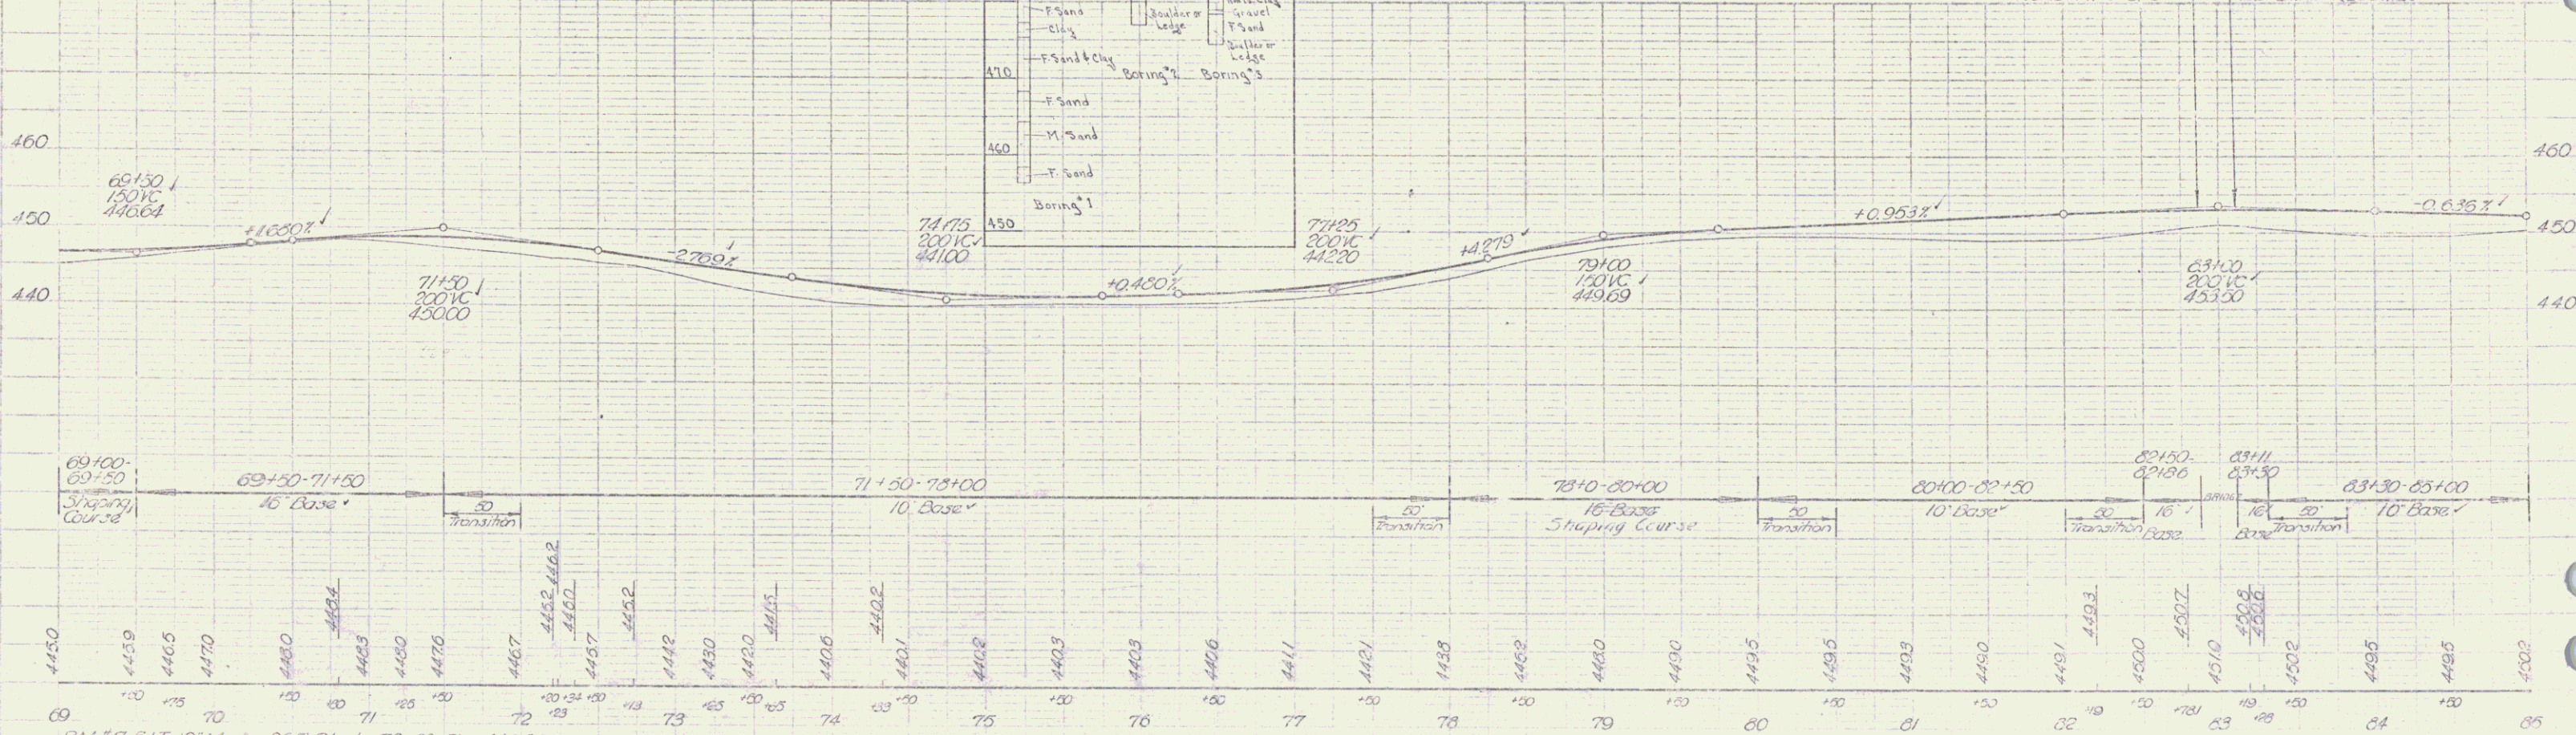 F. Sand
Clay
F. Sand & Clay
F. Sand
M. Sand
F. Sand
Boring #1
Boulder or
Ledge
Boring #2
Gravel
F Sand
Boulder or
Ledge
Boring #3
470
460
450
460
450
440
460
450
440
69+50 ✓
150'VC
446.64
+1.680% ✓
71+50 ✓
200'VC
450.00
-2.769% ✓
74+75
200'VC ✓
441.00
+0.480% ✓
77+25
200'VC ✓
442.20
+4.279 ✓
79+00
150'VC ✓
449.69
+0.953% ✓
83+00
200'VC ✓
453.50
-0.636% ✓
69+00-
69+50
Shaping
Course
69+50-71+50
16" Base ✓
50
Transition
71+50-78+00
10" Base ✓
50'
Transition
78+0-80+00
16" Base
Shaping Course
50
Transition
80+00-82+50
10" Base ✓
50
Transition
82+50-
82+86
16" ✓
Base
BRIDGE
83+11
83+30
16"
Base
50'
Transition
83+30-85+00
10" Base ✓
445.0 445.9 446.5 447.0 448.0 448.4 448.3 448.0 447.6 446.7 445.2 446.2 446.0 445.7 445.2 444.2 443.0 442.0 441.5 440.6 440.2 440.1 440.2 440.3 440.3 440.6 441.1 442.1 443.8 446.2 448.0 449.0 449.5 449.5 449.3 449.0 449.1 449.3 450.0 450.7 451.0 450.8 450.6 450.2 449.5 449.5 450.2
+50 +75 +50 +80 +25 +50 +20 +23 +34 +50 +13 +25 +50 +65 +33 +50 +50 +50 +50 +50 +50 +50 +50 +19 +50 +78.1 +19 +28 +50 +50
69 70 71 72 73 74 75 76 77 78 79 80 81 82 83 84 85